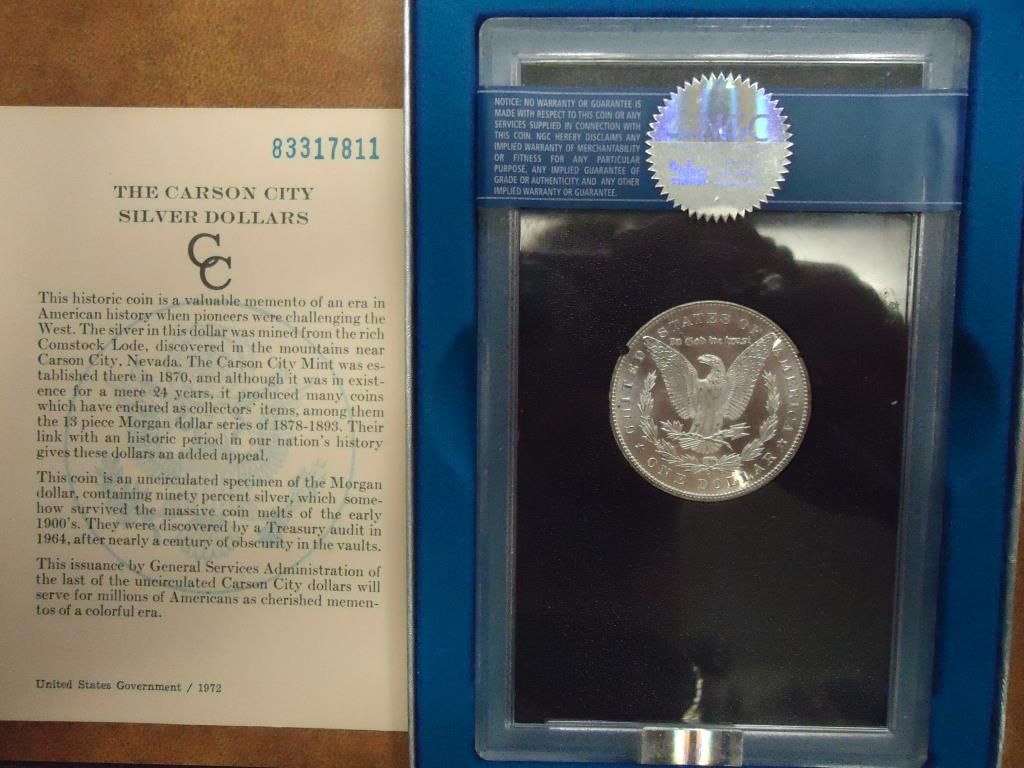 83317811
THE CARSON CITY
SILVER DOLLARS
CC
This historic coin is a valuable memento of an era in
American history when pioneers were challenging the
West. The silver in this dollar was mined from the rich
Comstock Lode, discovered in the mountains near
Carson City, Nevada. The Carson City Mint was es-
tablished there in 1870, and although it was in exist-
ence for a mere 24 years, it produced many coins
which have endured as collectors' items, among them
the 13 piece Morgan dollar series of 1878-1893. Their
link with an historic period in our nation's history
gives these dollars an added appeal.
This coin is an uncirculated specimen of the Morgan
dollar, containing ninety percent silver, which some-
how survived the massive coin melts of the early
1900's. They were discovered by a Treasury audit in
1964, after nearly a century of obscurity in the vaults.
This issuance by General Services Administration of
the last of the uncirculated Carson City dollars will
serve for millions of Americans as cherished memen-
tos of a colorful era.
United States Government / 1972
NOTICE: NO WARRANTY OR GUARANTEE IS
MADE WITH RESPECT TO THIS COIN OR ANY
SERVICES SUPPLIED IN CONNECTION WITH
THIS COIN. NGC HEREBY DISCLAIMS ANY
IMPLIED WARRANTY OF MERCHANTABILITY
OR FITNESS FOR ANY PARTICULAR
PURPOSE, ANY IMPLIED GUARANTEE OF
GRADE OR AUTHENTICITY AND ANY OTHER
IMPLIED WARRANTY OR GUARANTEE.
NGC
UNITED STATES OF AMERICA
In God we trust
ONE DOLLAR